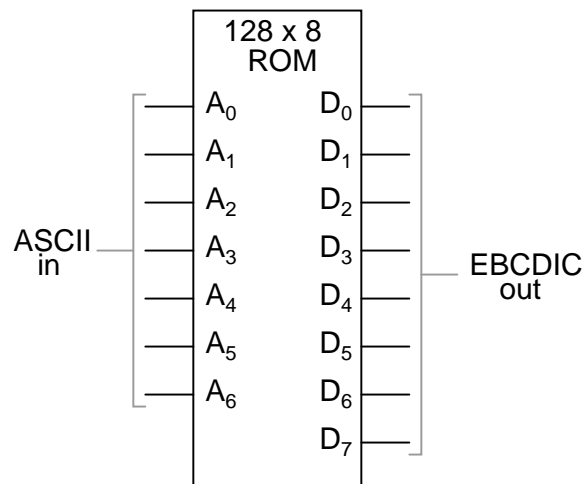 128 x 8
ROM
A₀ D₀
A₁ D₁
A₂ D₂
ASCII
in
A₃ D₃
EBCDIC
out
A₄ D₄
A₅ D₅
A₆ D₆
D₇